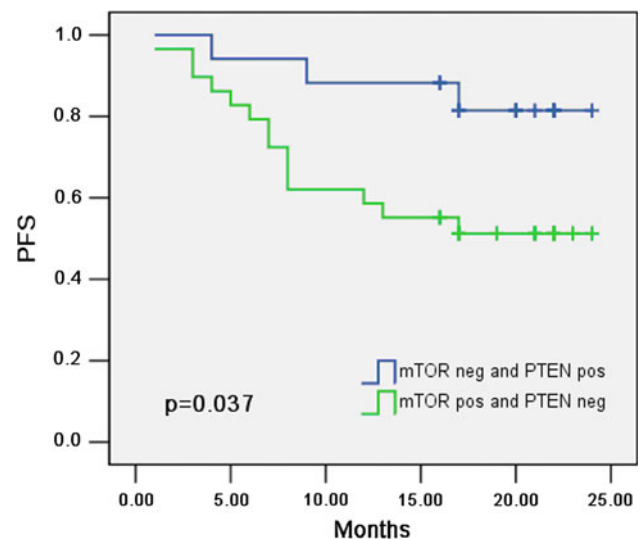 1.0
0.8
0.6
0.4
0.2
0.0
PFS
mTOR neg and PTEN pos
mTOR pos and PTEN neg
p=0.037
0.00 5.00 10.00 15.00 20.00 25.00
Months